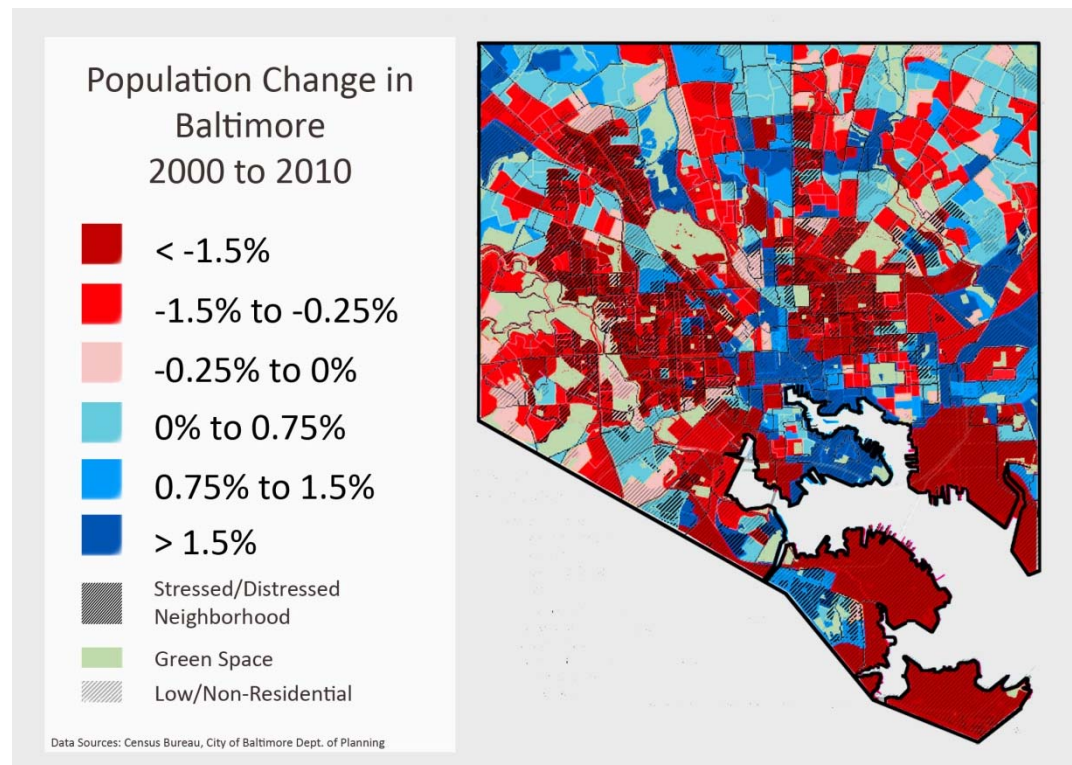 Population Change in
Baltimore
2000 to 2010
< -1.5%
-1.5% to -0.25%
-0.25% to 0%
0% to 0.75%
0.75% to 1.5%
> 1.5%
Stressed/Distressed
Neighborhood
Green Space
Low/Non-Residential
Data Sources: Census Bureau, City of Baltimore Dept. of Planning